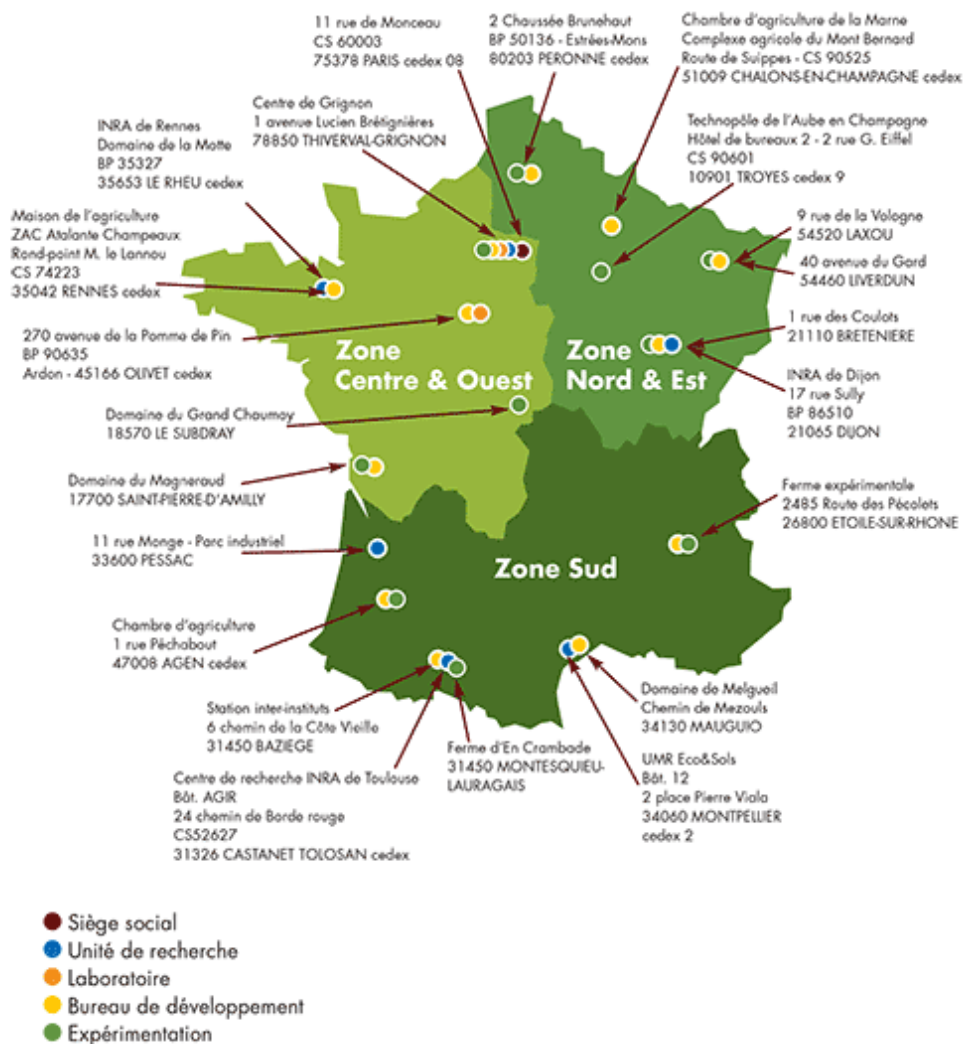 11 rue de Monceau
CS 60003
75378 PARIS cedex 08
2 Chaussée Brunehaut
BP 50136 - Estrées-Mons
80203 PERONNE cedex
Chambre d'agriculture de la Marne
Complexe agricole du Mont Bernard
Route de Suippes - CS 90525
51009 CHALONS-EN-CHAMPAGNE cedex
Centre de Grignon
1 avenue Lucien Brétignières
78850 THIVERVAL-GRIGNON
Technopôle de l'Aube en Champagne
Hôtel de bureaux 2 - 2 rue G. Eiffel
CS 90601
10901 TROYES cedex 9
INRA de Rennes
Domaine de la Motte
BP 35327
35653 LE RHEU cedex
Maison de l'agriculture
ZAC Atalante Champeaux
Rond-point M. le Lannou
CS 74223
35042 RENNES cedex
9 rue de la Vologne
54520 LAXOU
40 avenue du Gard
54460 LIVERDUN
270 avenue de la Pomme de Pin
BP 90635
Ardon - 45166 OLIVET cedex
Zone
Centre & Ouest
Zone
Nord & Est
1 rue des Coulots
21110 BRETENIERE
INRA de Dijon
17 rue Sully
BP 86510
21065 DIJON
Domaine du Grand Chaumoy
18570 LE SUBDRAY
Domaine du Magneraud
17700 SAINT-PIERRE-D'AMILLY
Ferme expérimentale
2485 Route des Pécolets
26800 ETOILE-SUR-RHONE
11 rue Monge - Parc industriel
33600 PESSAC
Zone Sud
Chambre d'agriculture
1 rue Péchabout
47008 AGEN cedex
Station inter-instituts
6 chemin de la Côte Vieille
31450 BAZIEGE
Ferme d'En Crambade
31450 MONTESQUIEU-
LAURAGAIS
Domaine de Melgueil
Chemin de Mezouls
34130 MAUGUIO
Centre de recherche INRA de Toulouse
Bât. AGIR
24 chemin de Borde rouge
CS52627
31326 CASTANET TOLOSAN cedex
UMR Eco&Sols
Bât. 12
2 place Pierre Viala
34060 MONTPELLIER
cedex 2
Siège social
Unité de recherche
Laboratoire
Bureau de développement
Expérimentation